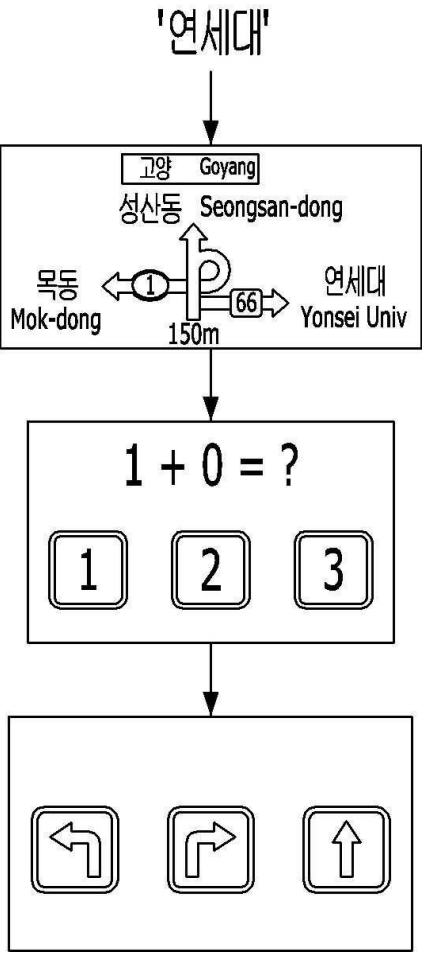 '연세대'
고양 Goyang
성산동 Seongsan-dong
목동
Mok-dong
1
66
연세대
Yonsei Univ
150m
1 + 0 = ?
1 2 3